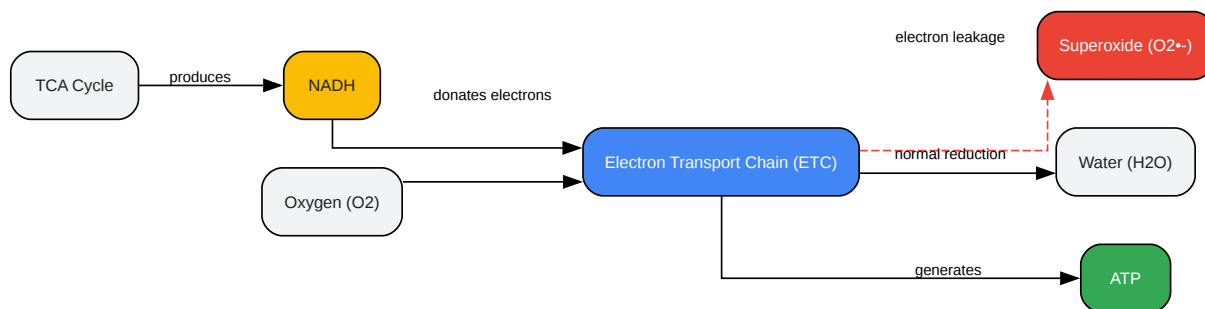 electron leakage
Superoxide (O2•-)
TCA Cycle
produces
NADH
donates electrons
Electron Transport Chain (ETC)
normal reduction
Water (H2O)
Oxygen (O2)
generates
ATP